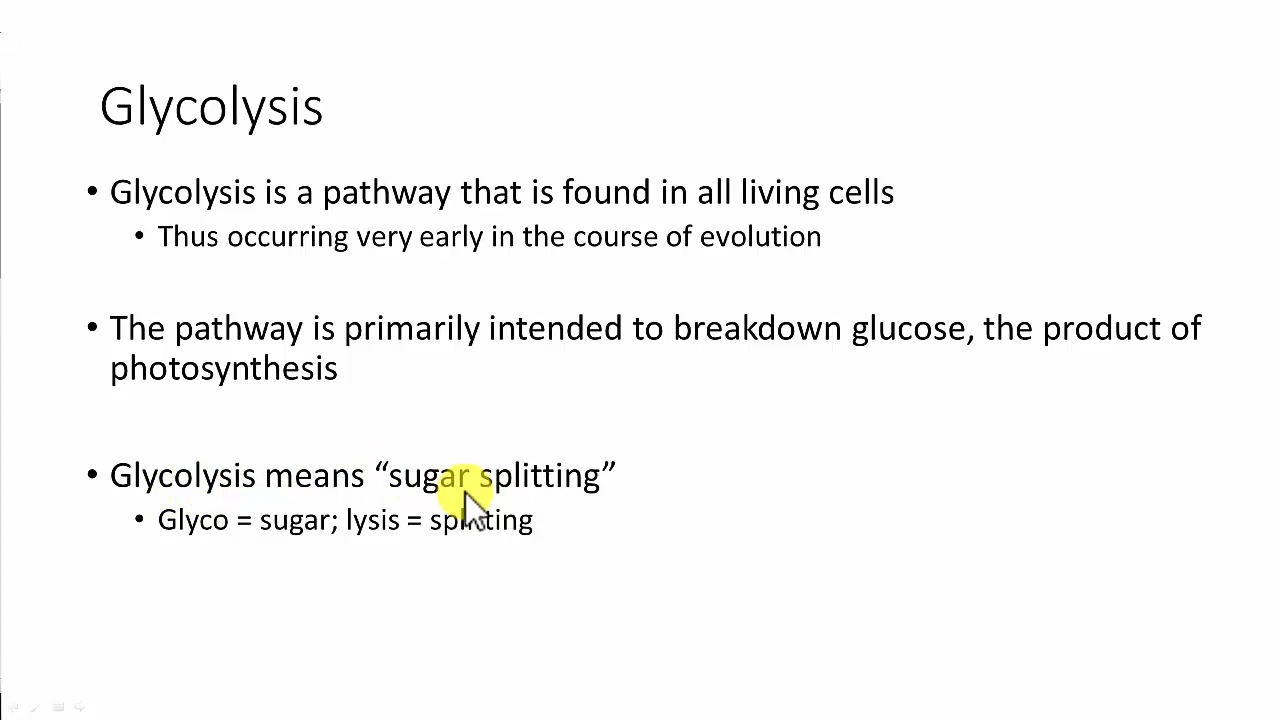 Glycolysis
• Glycolysis is a pathway that is found in all living cells
• Thus occurring very early in the course of evolution
• The pathway is primarily intended to breakdown glucose, the product of
photosynthesis
• Glycolysis means “sugar splitting”
• Glyco = sugar; lysis = splitting